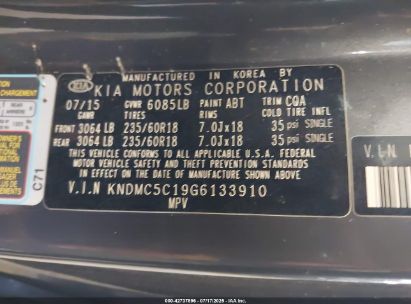 MANUFACTURED IN KOREA BY
KIA KIA MOTORS CORPORATION
07/15 GVWR 6085LB PAINT ABT TRIM CQA
GAWR TIRES RIMS COLD TIRE INFL
FRONT 3064 LB 235/60R18 7.0Jx18 35 psi SINGLE
REAR 3064 LB 235/60R18 7.0Jx18 35 psi SINGLE
THIS VEHICLE CONFORMS TO ALL APPLICABLE U.S.A. FEDERAL
MOTOR VEHICLE SAFETY AND THEFT PREVENTION STANDARDS
IN EFFECT ON THE DATE OF MANUFACTURE SHOWN ABOVE.
V.I.N KNDMC5C19G6133910
MPV
C71
V.I.N